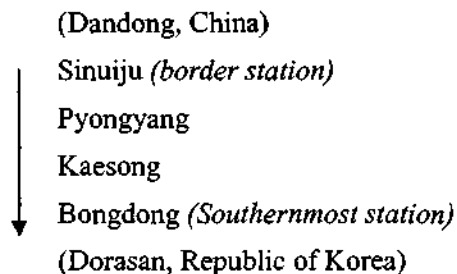 (Dandong, China)
Sinuiju (border station)
Pyongyang
Kaesong
Bongdong (Southernmost station)
(Dorasan, Republic of Korea)